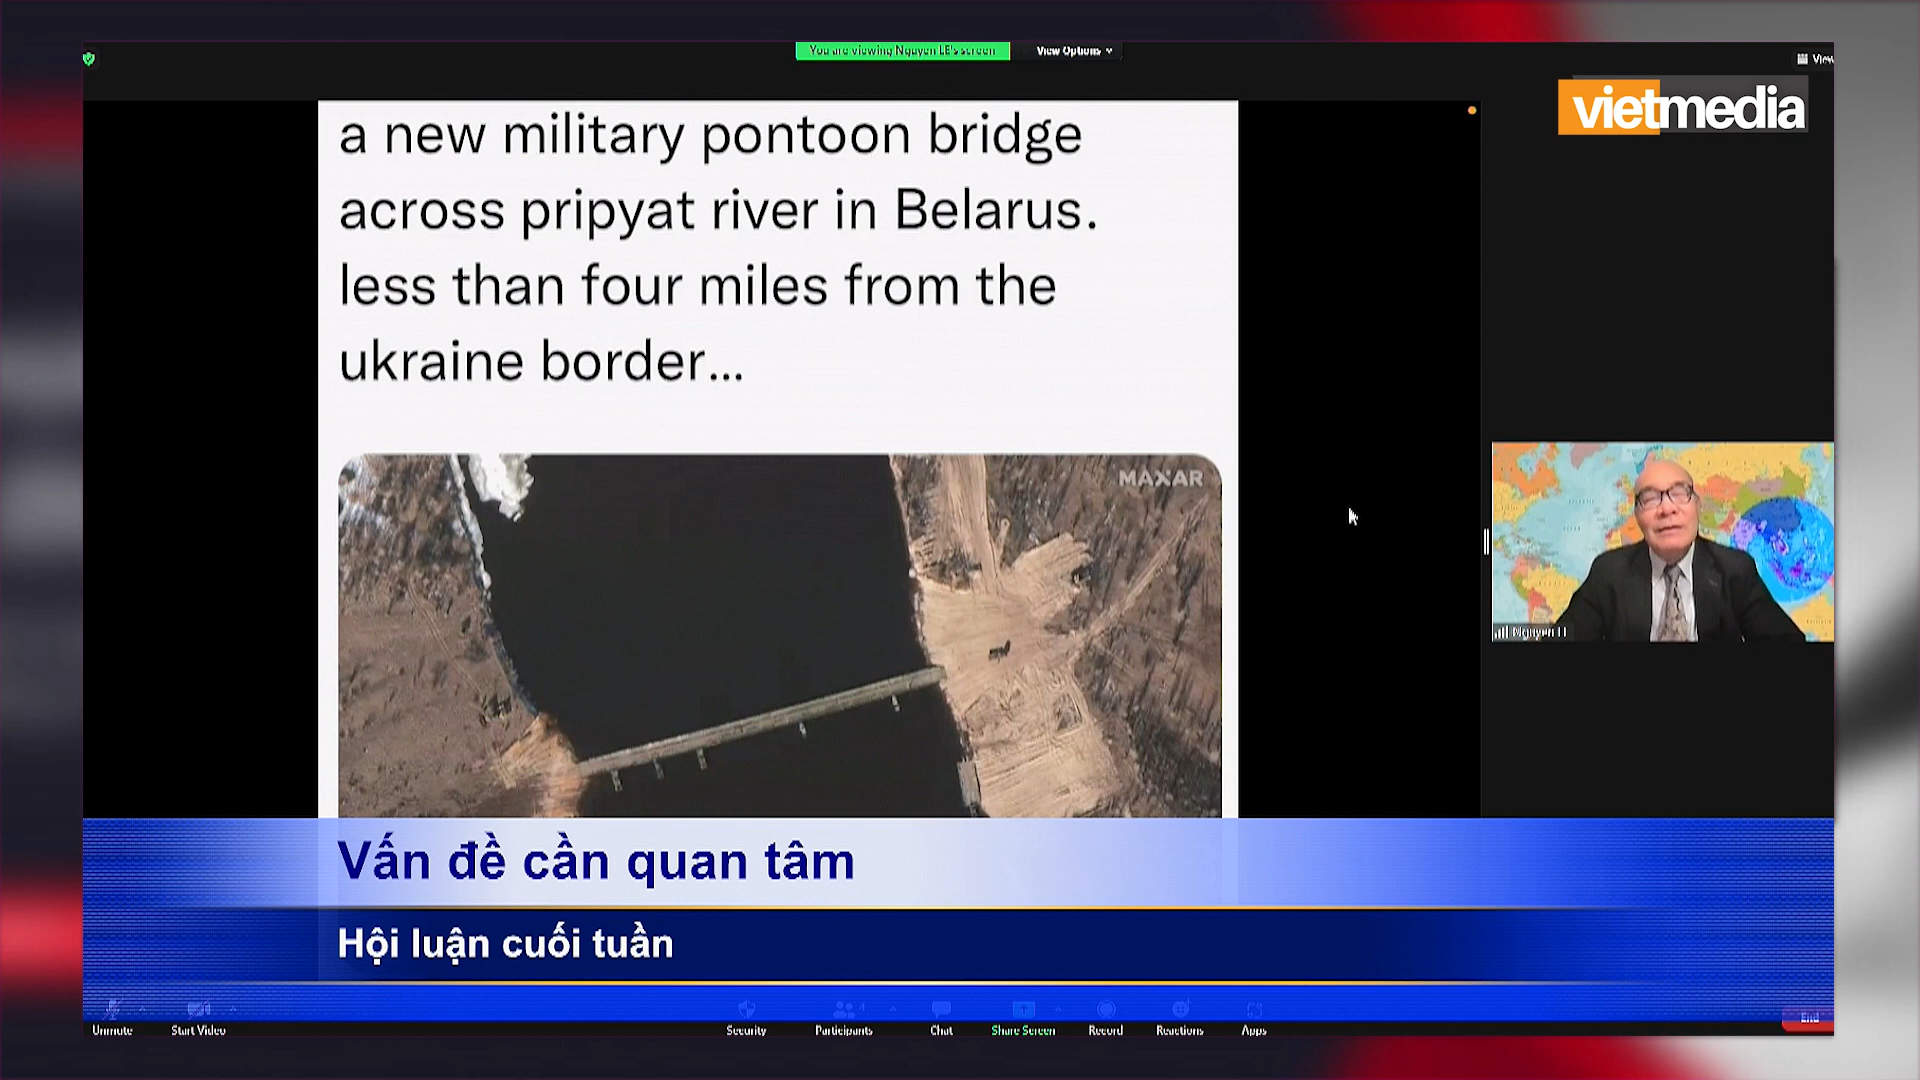 You are viewing Nguyen LE's screen
View Options
View
vietmedia
a new military pontoon bridge
across pripyat river in Belarus.
less than four miles from the
ukraine border...
MAXAR
Vấn đề cần quan tâm
Hội luận cuối tuần
Unmute
Start Video
Security
Participants
4
Chat
Share Screen
Record
Reactions
Apps
End